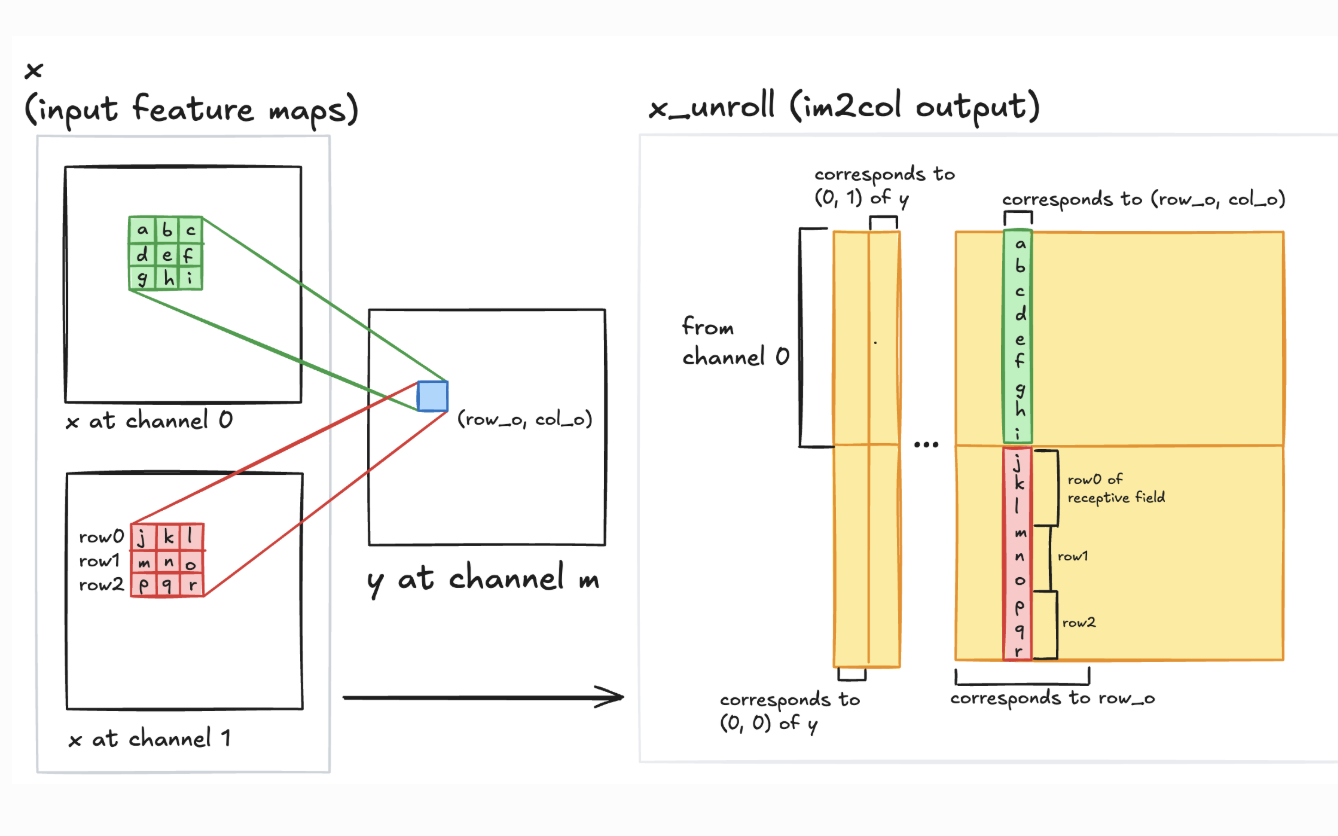 x
(input feature maps)
a b c
d e f
g h i
x at channel 0
row0 j k l
row1 m n o
row2 p q r
x at channel 1
(row_o, col_o)
y at channel m
x_unroll (im2col output)
corresponds to
(0, 1) of y
corresponds to (row_o, col_o)
from
channel 0
a
b
c
d
e
f
g
h
i
...
j
k
l
m
n
o
p
q
r
row0 of
receptive field
row1
row2
corresponds to
(0, 0) of y
corresponds to row_o